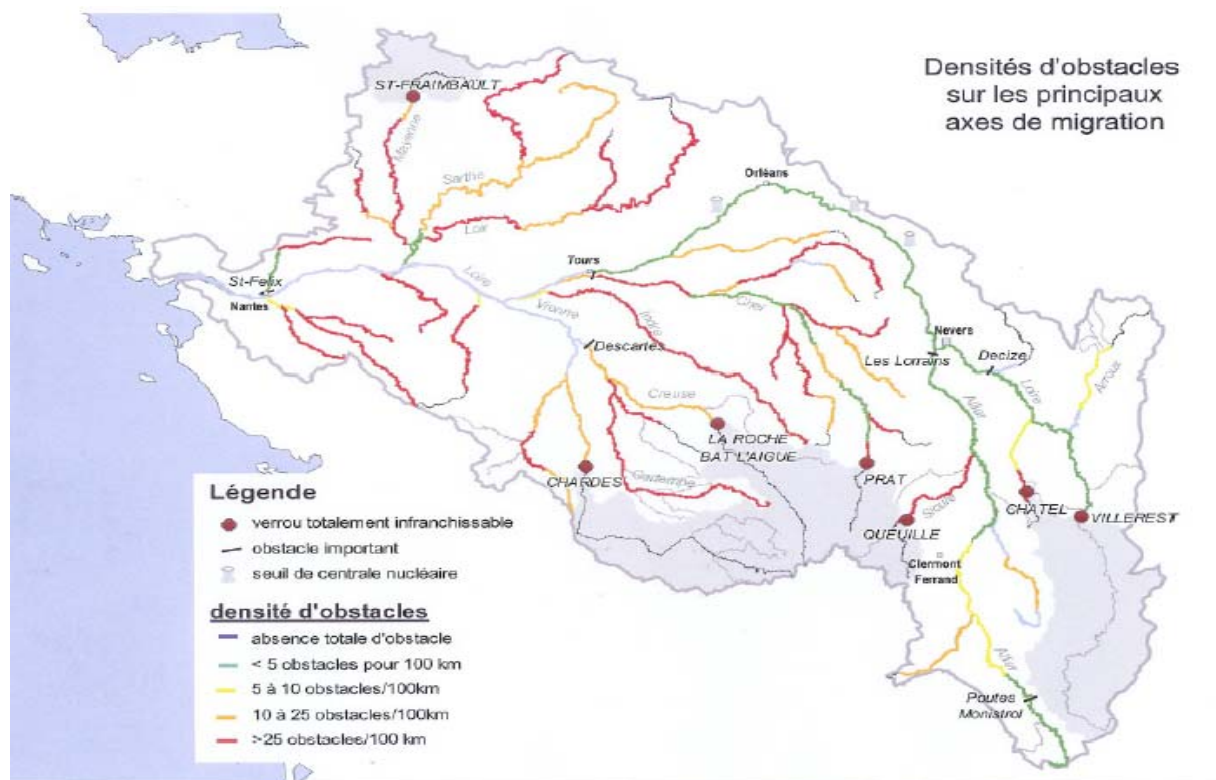 Densités d'obstacles
sur les principaux
axes de migration
ST-FRAIMBAULT
Mayenne
Sarthe
Loir
Orléans
St-Felix
Nantes
Loire
Tours
Vienne
Indre
Cher
Descartes
Nevers
Les Lorrains
Decize
Loire
Arroux
Creuse
Allier
LA ROCHE
BAT L'AIGUE
CHARDES
Gartempe
PRAT
Sioule
QUEUILLE
CHATEL
VILLEREST
Clermont
Ferrand
Allier
Poutes
Monistrol
Légende
verrou totalement infranchissable
obstacle important
seuil de centrale nucléaire
densité d'obstacles
absence totale d'obstacle
< 5 obstacles pour 100 km
5 à 10 obstacles/100km
10 à 25 obstacles/100km
>25 obstacles/100 km